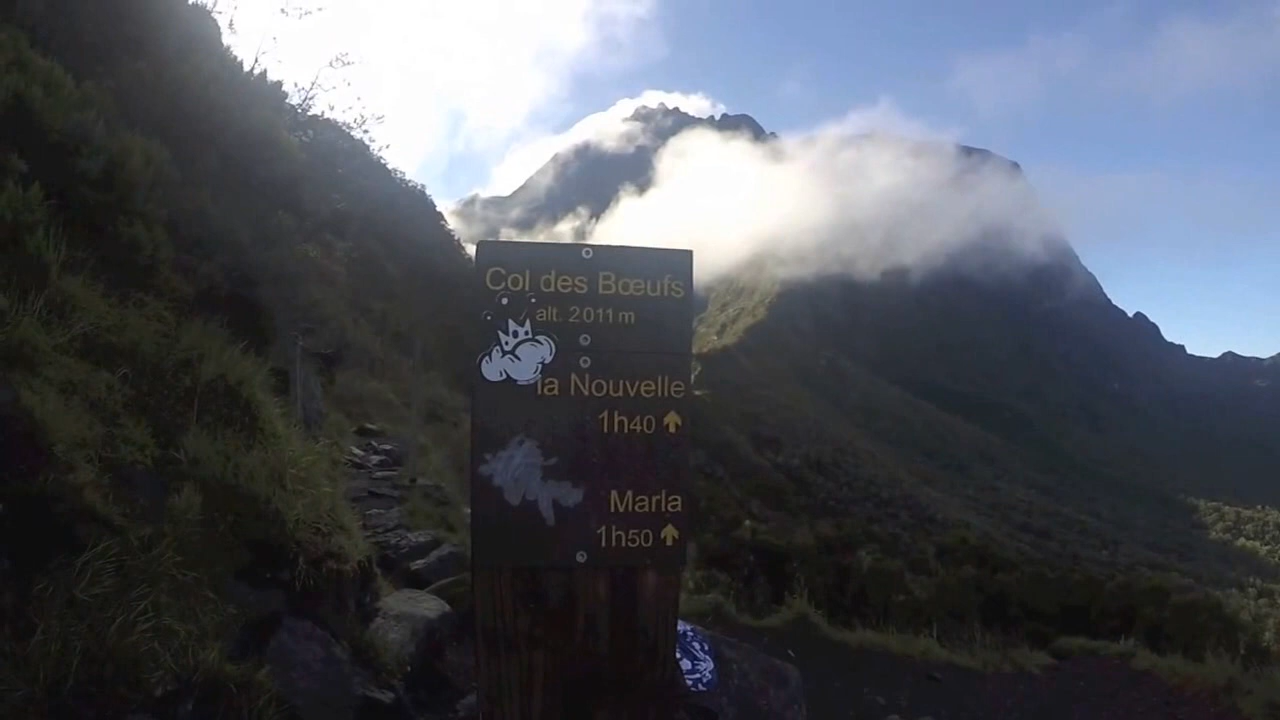 Col des Bœufs
alt. 2011 m
la Nouvelle
1h40
Marla
1h50